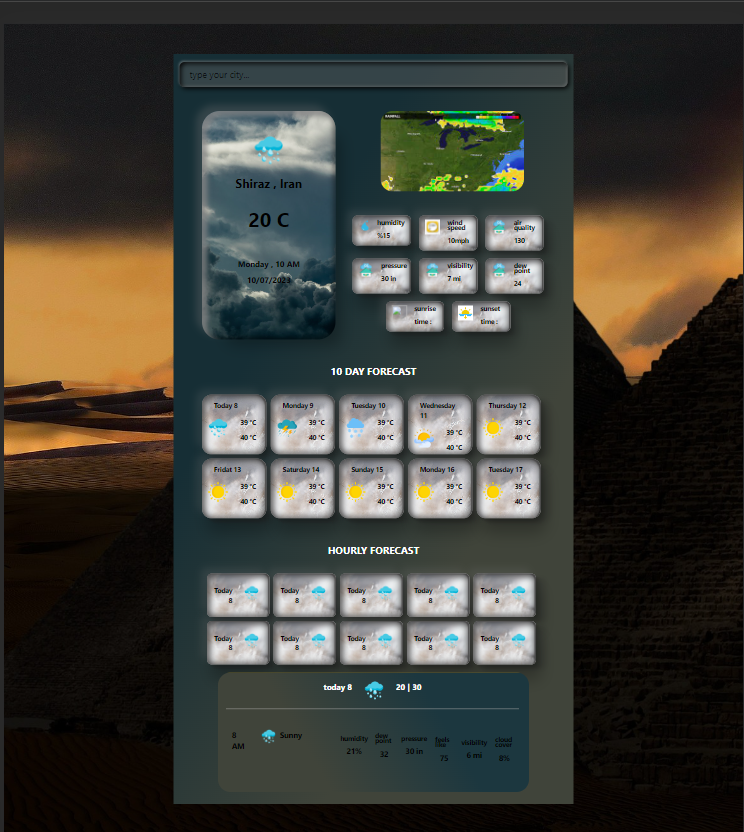 type your city...
RAINFALL
Shiraz , Iran
20 C
Monday , 10 AM
10/07/2023
humidity
%15
wind
speed
10mph
air
quality
130
pressure
30 in
visibility
7 mi
dew
point
24
sunrise
time :
sunset
time :
10 DAY FORECAST
Today 8
39 °C
40 °C
Monday 9
39 °C
40 °C
Tuesday 10
39 °C
40 °C
Wednesday
11
39 °C
40 °C
Thursday 12
39 °C
40 °C
Fridat 13
39 °C
40 °C
Saturday 14
39 °C
40 °C
Sunday 15
39 °C
40 °C
Monday 16
39 °C
40 °C
Tuesday 17
39 °C
40 °C
HOURLY FORECAST
Today
8
Today
8
Today
8
Today
8
Today
8
Today
8
Today
8
Today
8
Today
8
Today
8
today 8
20 | 30
8
AM
Sunny
humidity
21%
dew
point
32
pressure
30 in
feels
like
75
visibility
6 mi
cloud
cover
8%